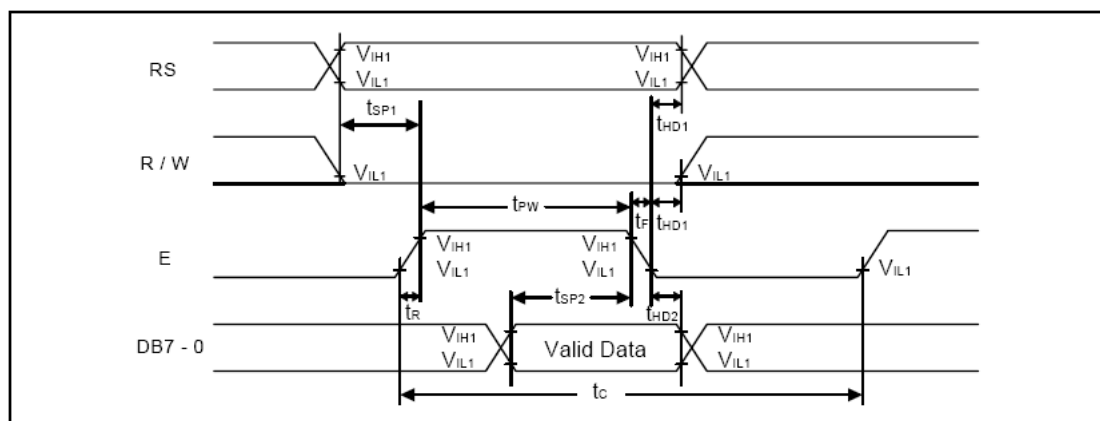 RS
VIH1 VIH1
VIL1 VIL1
tSP1 tHD1
R / W
VIL1 VIL1
tPW tF tHD1
E
VIH1 VIH1
VIL1 VIL1 VIL1
tR tSP2 tHD2
DB7 - 0
VIH1 Valid Data VIH1
VIL1 VIL1
tC